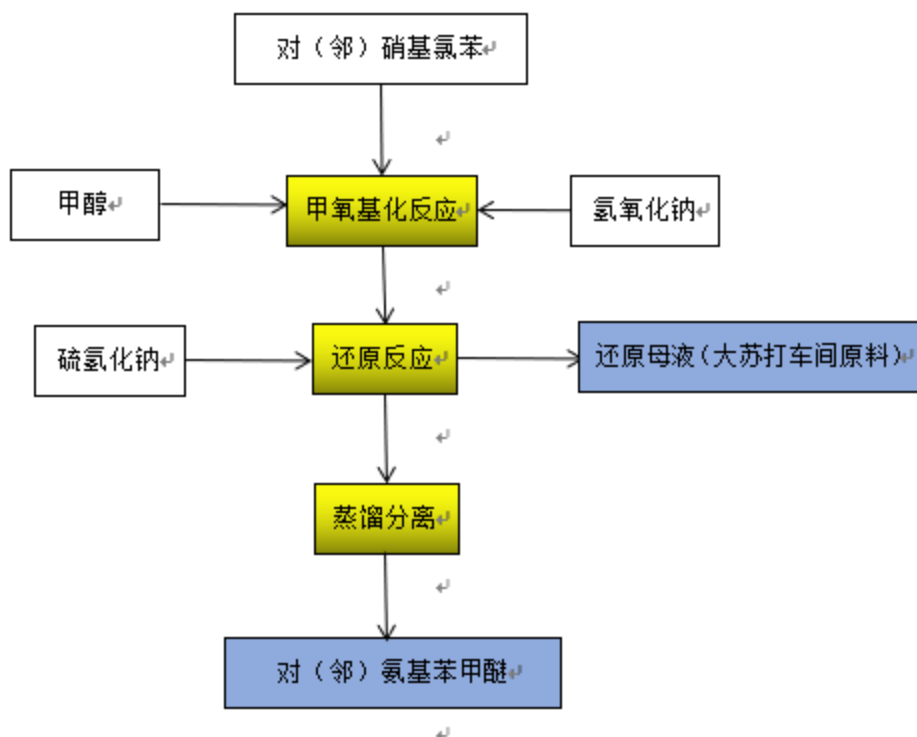 对（邻）硝基氯苯
甲醇
甲氧基化反应
氢氧化钠
硫氢化钠
还原反应
还原母液（大苏打车间原料）
蒸馏分离
对（邻）氨基苯甲醚